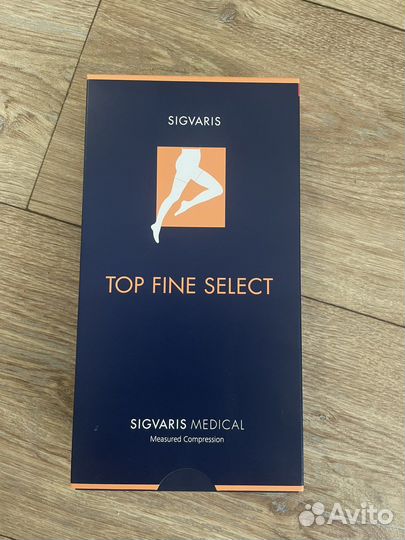 SIGVARIS
TOP FINE SELECT
SIGVARIS MEDICAL
Measured Compression
Avito